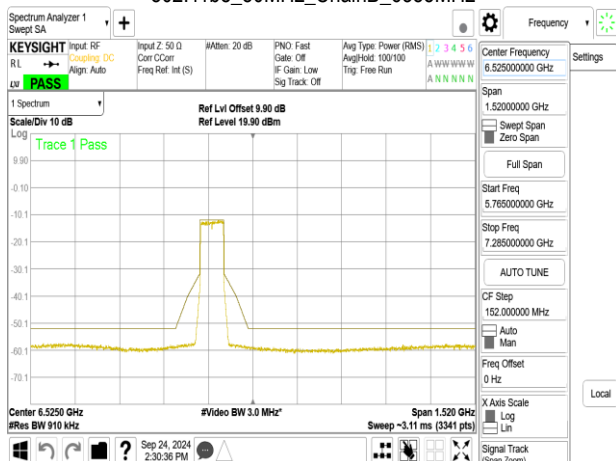 Spectrum Analyzer 1
Swept SA
Frequency
Settings
KEYSIGHT
RL
LXI
PASS
Input: RF
Coupling: DC
Align: Auto
Input Z: 50 Ω
Corr CCorr
Freq Ref: Int (S)
#Atten: 20 dB
PNO: Fast
Gate: Off
IF Gain: Low
Sig Track: Off
Avg Type: Power (RMS)
Avg|Hold: 100/100
Trig: Free Run
1 2 3 4 5 6
A W W W W W
A N N N N N
1 Spectrum
Scale/Div 10 dB
Ref Lvl Offset 9.90 dB
Ref Level 19.90 dBm
Log
Trace 1 Pass
9.90
-0.10
-10.1
-20.1
-30.1
-40.1
-50.1
-60.1
-70.1
Center 6.5250 GHz
#Video BW 3.0 MHz*
Span 1.520 GHz
#Res BW 910 kHz
Sweep ~3.11 ms (3341 pts)
Sep 24, 2024
2:30:36 PM
Center Frequency
6.525000000 GHz
Span
1.52000000 GHz
Swept Span
Zero Span
Full Span
Start Freq
5.765000000 GHz
Stop Freq
7.285000000 GHz
AUTO TUNE
CF Step
152.000000 MHz
Auto
Man
Freq Offset
0 Hz
X Axis Scale
Log
Lin
Signal Track
Local